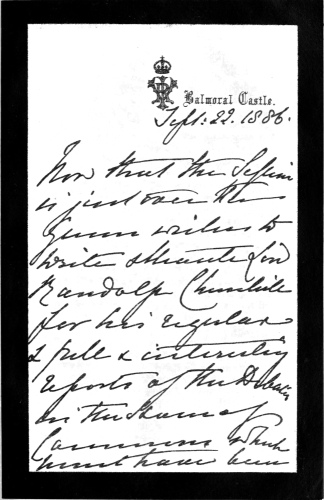 Balmoral Castle.
Sept: 22. 1886.
Now that the Session
is just over the
Queen wishes to
write & thank Lord
Randolph Churchill
for his regular
& full & interesting
reports of the Debates
in the House of
Commons which
must have been